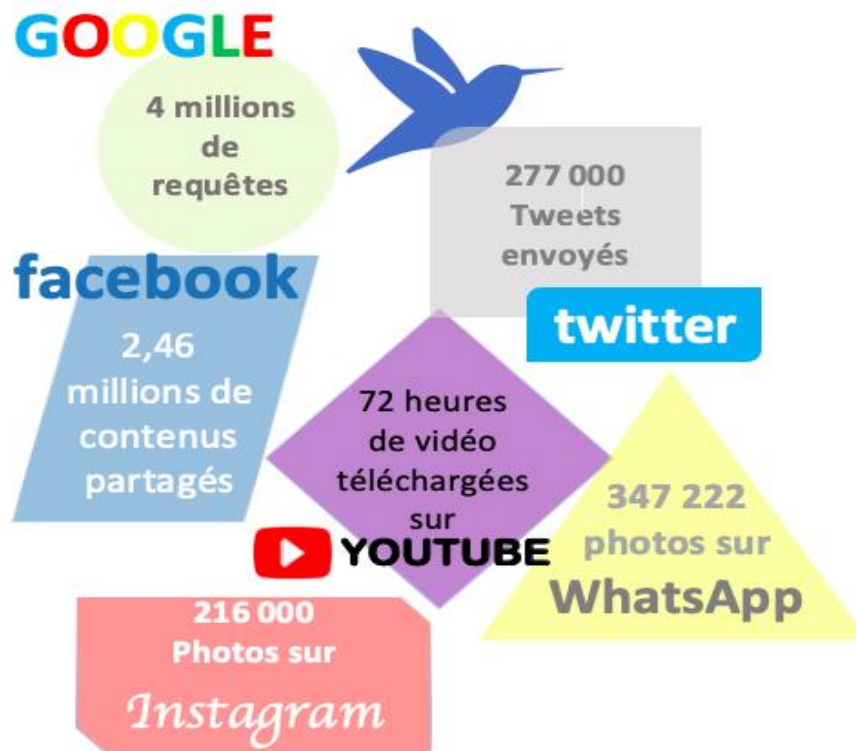 GOOGLE
4 millions
de
requêtes
277 000
Tweets
envoyés
twitter
facebook
2,46
millions de
contenus
partagés
72 heures
de vidéo
téléchargées
sur
YOUTUBE
347 222
photos sur
WhatsApp
216 000
Photos sur
Instagram